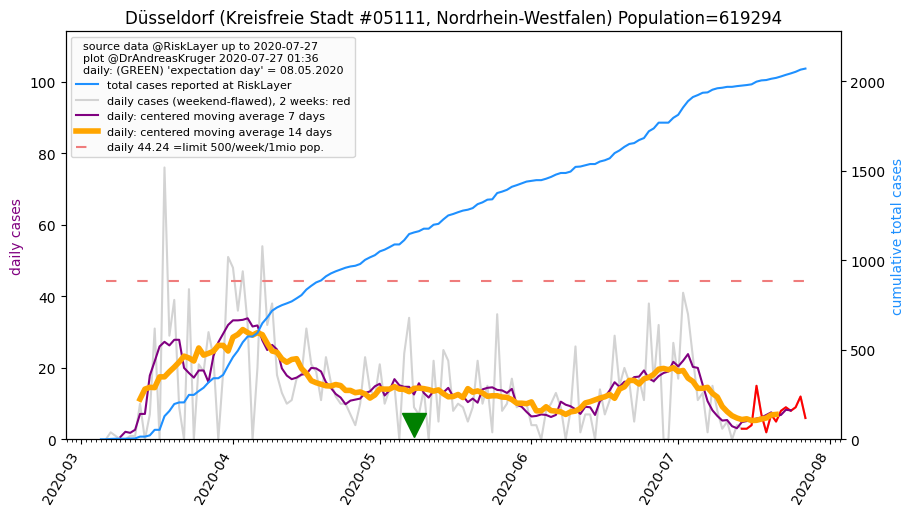 Düsseldorf (Kreisfreie Stadt #05111, Nordrhein-Westfalen) Population=619294
source data @RiskLayer up to 2020-07-27
plot @DrAndreasKruger 2020-07-27 01:36
daily: (GREEN) 'expectation day' = 08.05.2020
total cases reported at RiskLayer
daily cases (weekend-flawed), 2 weeks: red
daily: centered moving average 7 days
daily: centered moving average 14 days
daily 44.24 =limit 500/week/1mio pop.
daily cases
100
80
60
40
20
0
cumulative total cases
2000
1500
1000
500
0
2020-03
2020-04
2020-05
2020-06
2020-07
2020-08